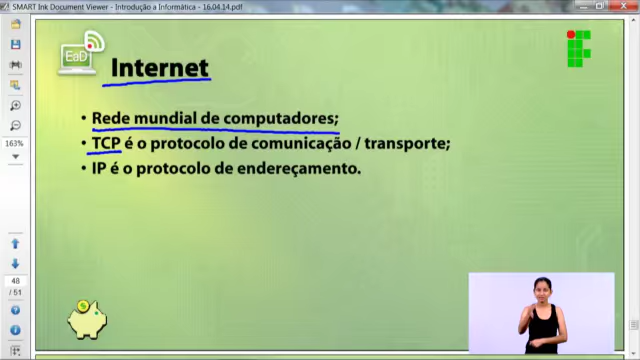 SMART Ink Document Viewer - Introdução a Informática - 16.04.14.pdf
EaD
Internet
• Rede mundial de computadores;
• TCP é o protocolo de comunicação / transporte;
• IP é o protocolo de endereçamento.
163%
48
/ 51